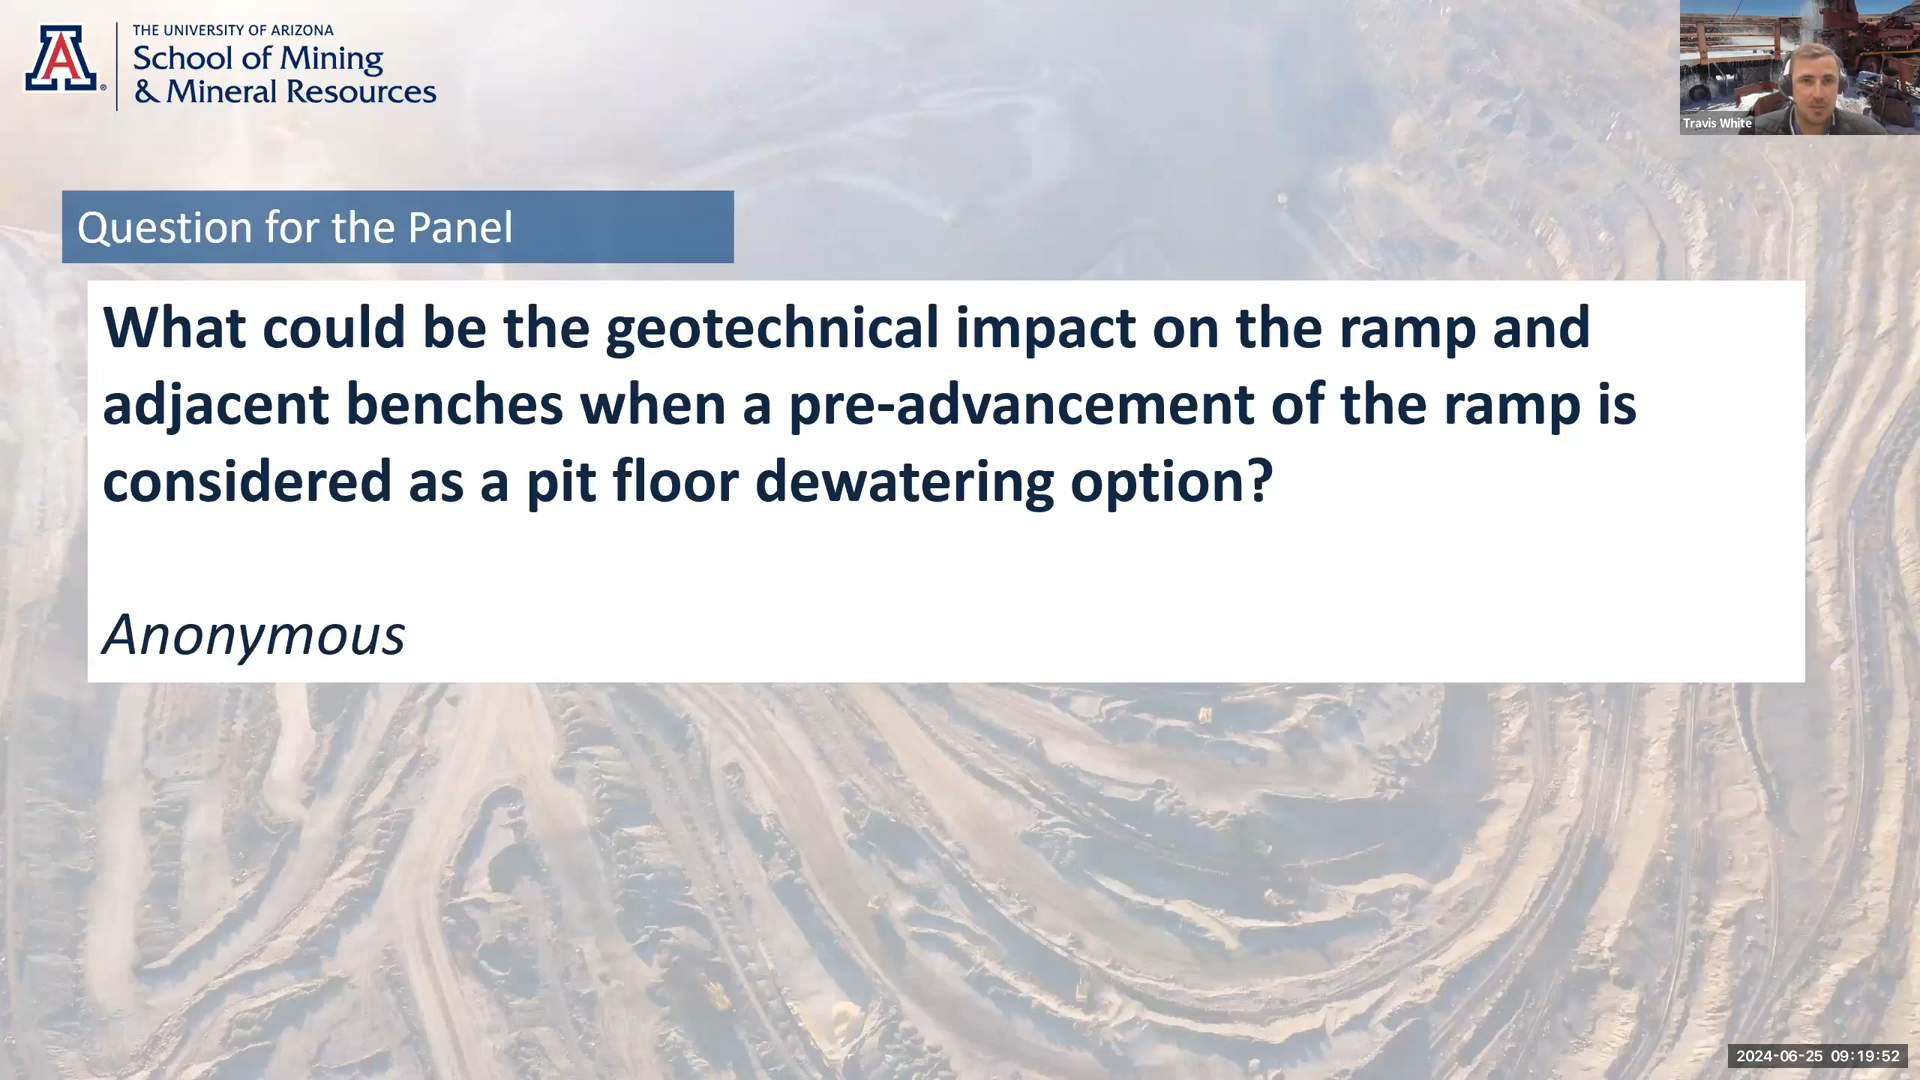 THE UNIVERSITY OF ARIZONA
School of Mining
& Mineral Resources
A
Travis White
Question for the Panel
What could be the geotechnical impact on the ramp and
adjacent benches when a pre-advancement of the ramp is
considered as a pit floor dewatering option?
Anonymous
2024-06-25 09:19:52